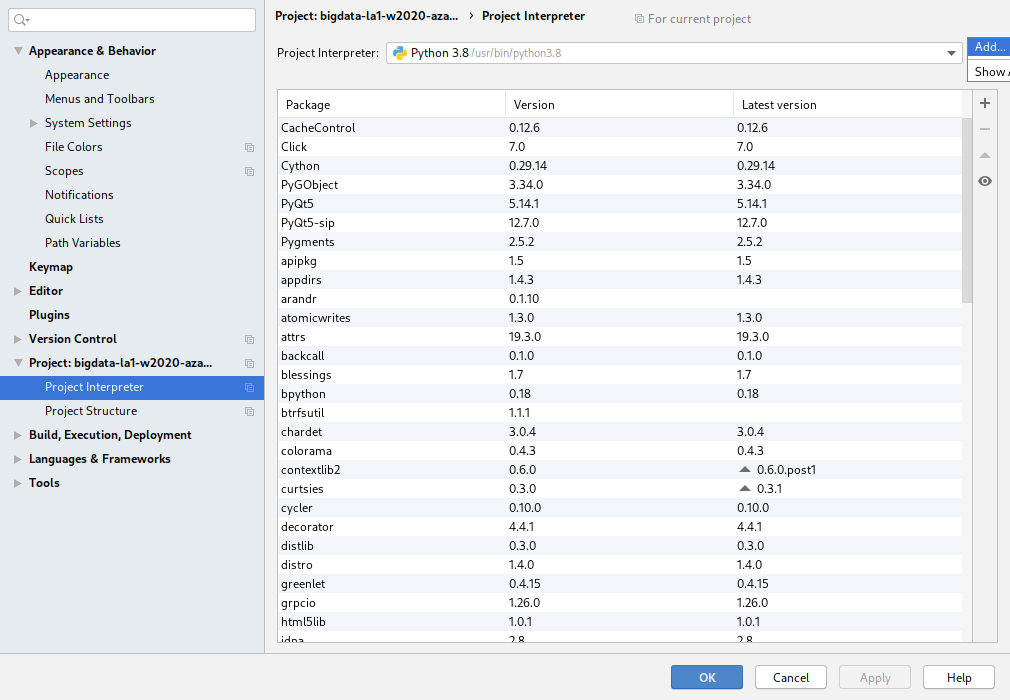 Project: bigdata-la1-w2020-aza... › Project Interpreter
For current project
Appearance & Behavior
Appearance
Menus and Toolbars
System Settings
File Colors
Scopes
Notifications
Quick Lists
Path Variables
Keymap
Editor
Plugins
Version Control
Project: bigdata-la1-w2020-aza...
Project Interpreter
Project Structure
Build, Execution, Deployment
Languages & Frameworks
Tools
Project Interpreter: Python 3.8 /usr/bin/python3.8
Add...
Show
Package Version Latest version
CacheControl 0.12.6 0.12.6
Click 7.0 7.0
Cython 0.29.14 0.29.14
PyGObject 3.34.0 3.34.0
PyQt5 5.14.1 5.14.1
PyQt5-sip 12.7.0 12.7.0
Pygments 2.5.2 2.5.2
apipkg 1.5 1.5
appdirs 1.4.3 1.4.3
arandr 0.1.10
atomicwrites 1.3.0 1.3.0
attrs 19.3.0 19.3.0
backcall 0.1.0 0.1.0
blessings 1.7 1.7
bpython 0.18 0.18
btrfsutil 1.1.1
chardet 3.0.4 3.0.4
colorama 0.4.3 0.4.3
contextlib2 0.6.0 0.6.0.post1
curtsies 0.3.0 0.3.1
cycler 0.10.0 0.10.0
decorator 4.4.1 4.4.1
distlib 0.3.0 0.3.0
distro 1.4.0 1.4.0
greenlet 0.4.15 0.4.15
grpcio 1.26.0 1.26.0
html5lib 1.0.1 1.0.1
idna 2.8 2.8
OK
Cancel
Apply
Help